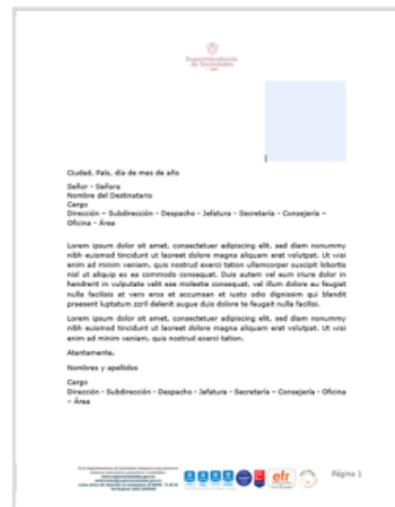 Superintendencia
de Sociedades
Ciudad, País, día de mes de año
Señor - Señora
Nombre del Destinatario
Cargo
Dirección – Subdirección - Despacho - Jefatura - Secretaría - Consejería –
Oficina - Área
Lorem ipsum dolor sit amet, consectetuer adipiscing elit, sed diam nonummy
nibh euismod tincidunt ut laoreet dolore magna aliquam erat volutpat. Ut wisi
enim ad minim veniam, quis nostrud exerci tation ullamcorper suscipit lobortis
nisl ut aliquip ex ea commodo consequat. Duis autem vel eum iriure dolor in
hendrerit in vulputate velit esse molestie consequat, vel illum dolore eu feugiat
nulla facilisis at vero eros et accumsan et iusto odio dignissim qui blandit
praesent luptatum zzril delenit augue duis dolore te feugait nulla facilisi.
Lorem ipsum dolor sit amet, consectetuer adipiscing elit, sed diam nonummy
nibh euismod tincidunt ut laoreet dolore magna aliquam erat volutpat. Ut wisi
enim ad minim veniam, quis nostrud exerci tation.
Atentamente,
Nombres y apellidos
Cargo
Dirección - Subdirección - Despacho - Jefatura - Secretaría – Consejería - Oficina
– Área
efr
Página 1